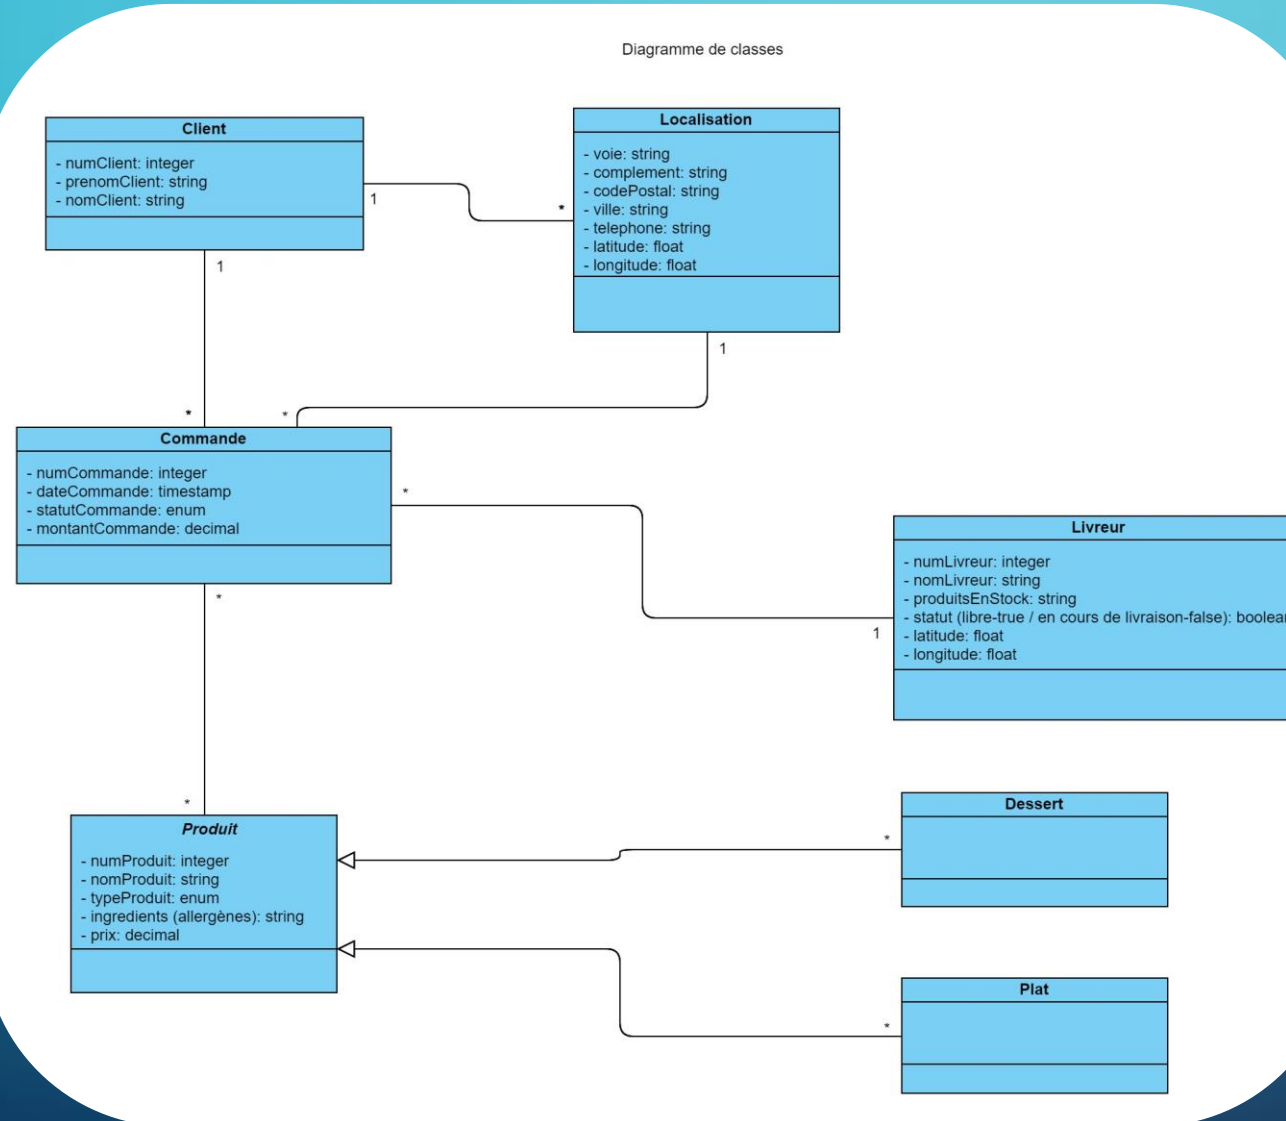 Diagramme de classes
Client
- numClient: integer
- prenomClient: string
- nomClient: string
1
1
*
Localisation
- voie: string
- complement: string
- codePostal: string
- ville: string
- telephone: string
- latitude: float
- longitude: float
*
1
*
Commande
- numCommande: integer
- dateCommande: timestamp
- statutCommande: enum
- montantCommande: decimal
*
*
1
Livreur
- numLivreur: integer
- nomLivreur: string
- produitsEnStock: string
- statut (libre-true / en cours de livraison-false): boolean
- latitude: float
- longitude: float
*
Produit
- numProduit: integer
- nomProduit: string
- typeProduit: enum
- ingredients (allergènes): string
- prix: decimal
*
Dessert
*
Plat